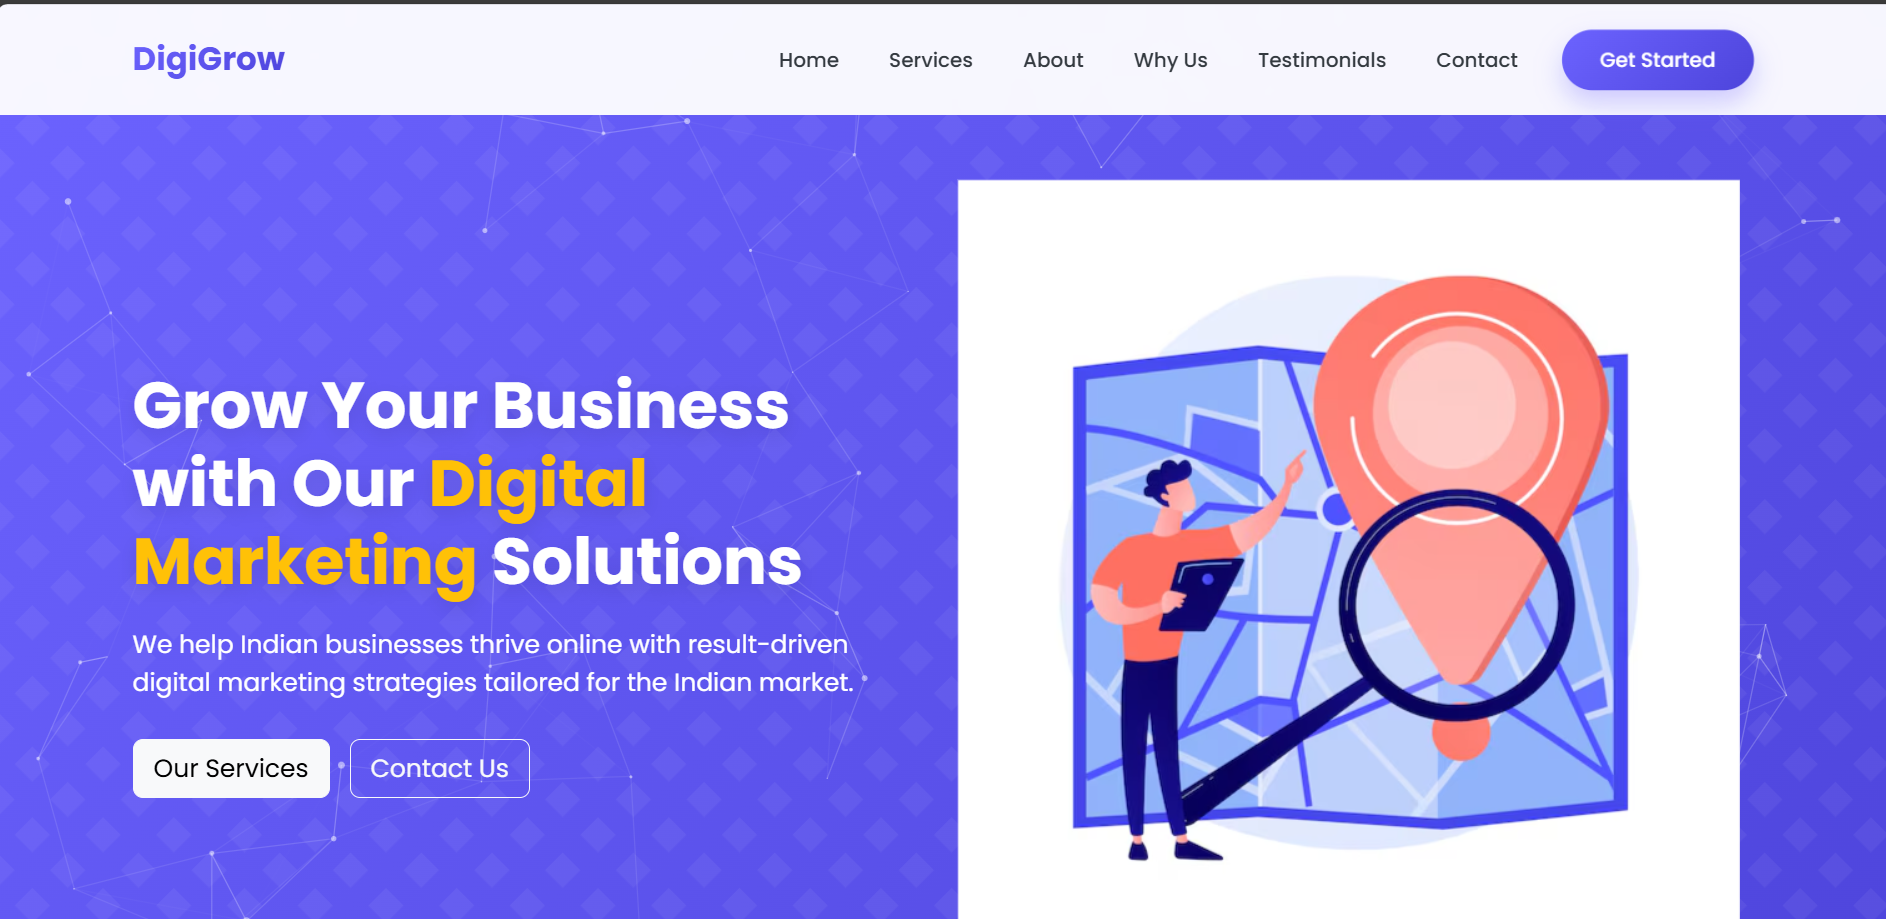 DigiGrow
Home
Services
About
Why Us
Testimonials
Contact
Get Started
Grow Your Business
with Our Digital
Marketing Solutions
We help Indian businesses thrive online with result-driven
digital marketing strategies tailored for the Indian market.
Our Services
Contact Us